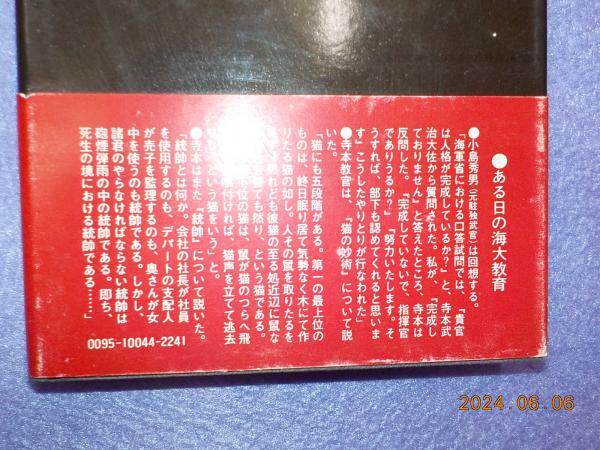 ●ある日の海大教育
●小島秀男(元駐独武官)は回想する。
「海軍省における口答試問では、『貴官
は人格が完成しているか?』と、寺本武
治大佐から質問された。私が、『完成し
ておりません』と答えたところ、寺本は
反問した。『完成していないで、指揮官
でありうるか?』『努力いたします。そ
うすれば、部下も認めてくれると思いま
す』こうしたやりとりが行なわれた」
●寺本教官は、「猫の妙術」について説
いた。
「猫にも五段階がある。第一の最上位の
ものは、終日眠り居て気勢なく木にて作
りたる猫の如し。人その鼠を取りたるを
ず。然れども彼猫の至る処近辺に鼠な
ても然り、という猫である。
位の猫は、鼠が猫のつらへ飛
付ければ、猫声を立てて逃去
という猫をいう」と。
●寺本はまた「統帥」について説いた。
「統帥とは何か。会社の社長が社員
を使用するのも、デパートの支配人
が売子を監理するのも、奥さんが女
中を使うのも統帥である。しかし、
諸君のやらなければならない統帥は
砲煙弾雨の中の統帥である。即ち、
死生の境における統帥である……」
0095-10044-2241
2024.06.06